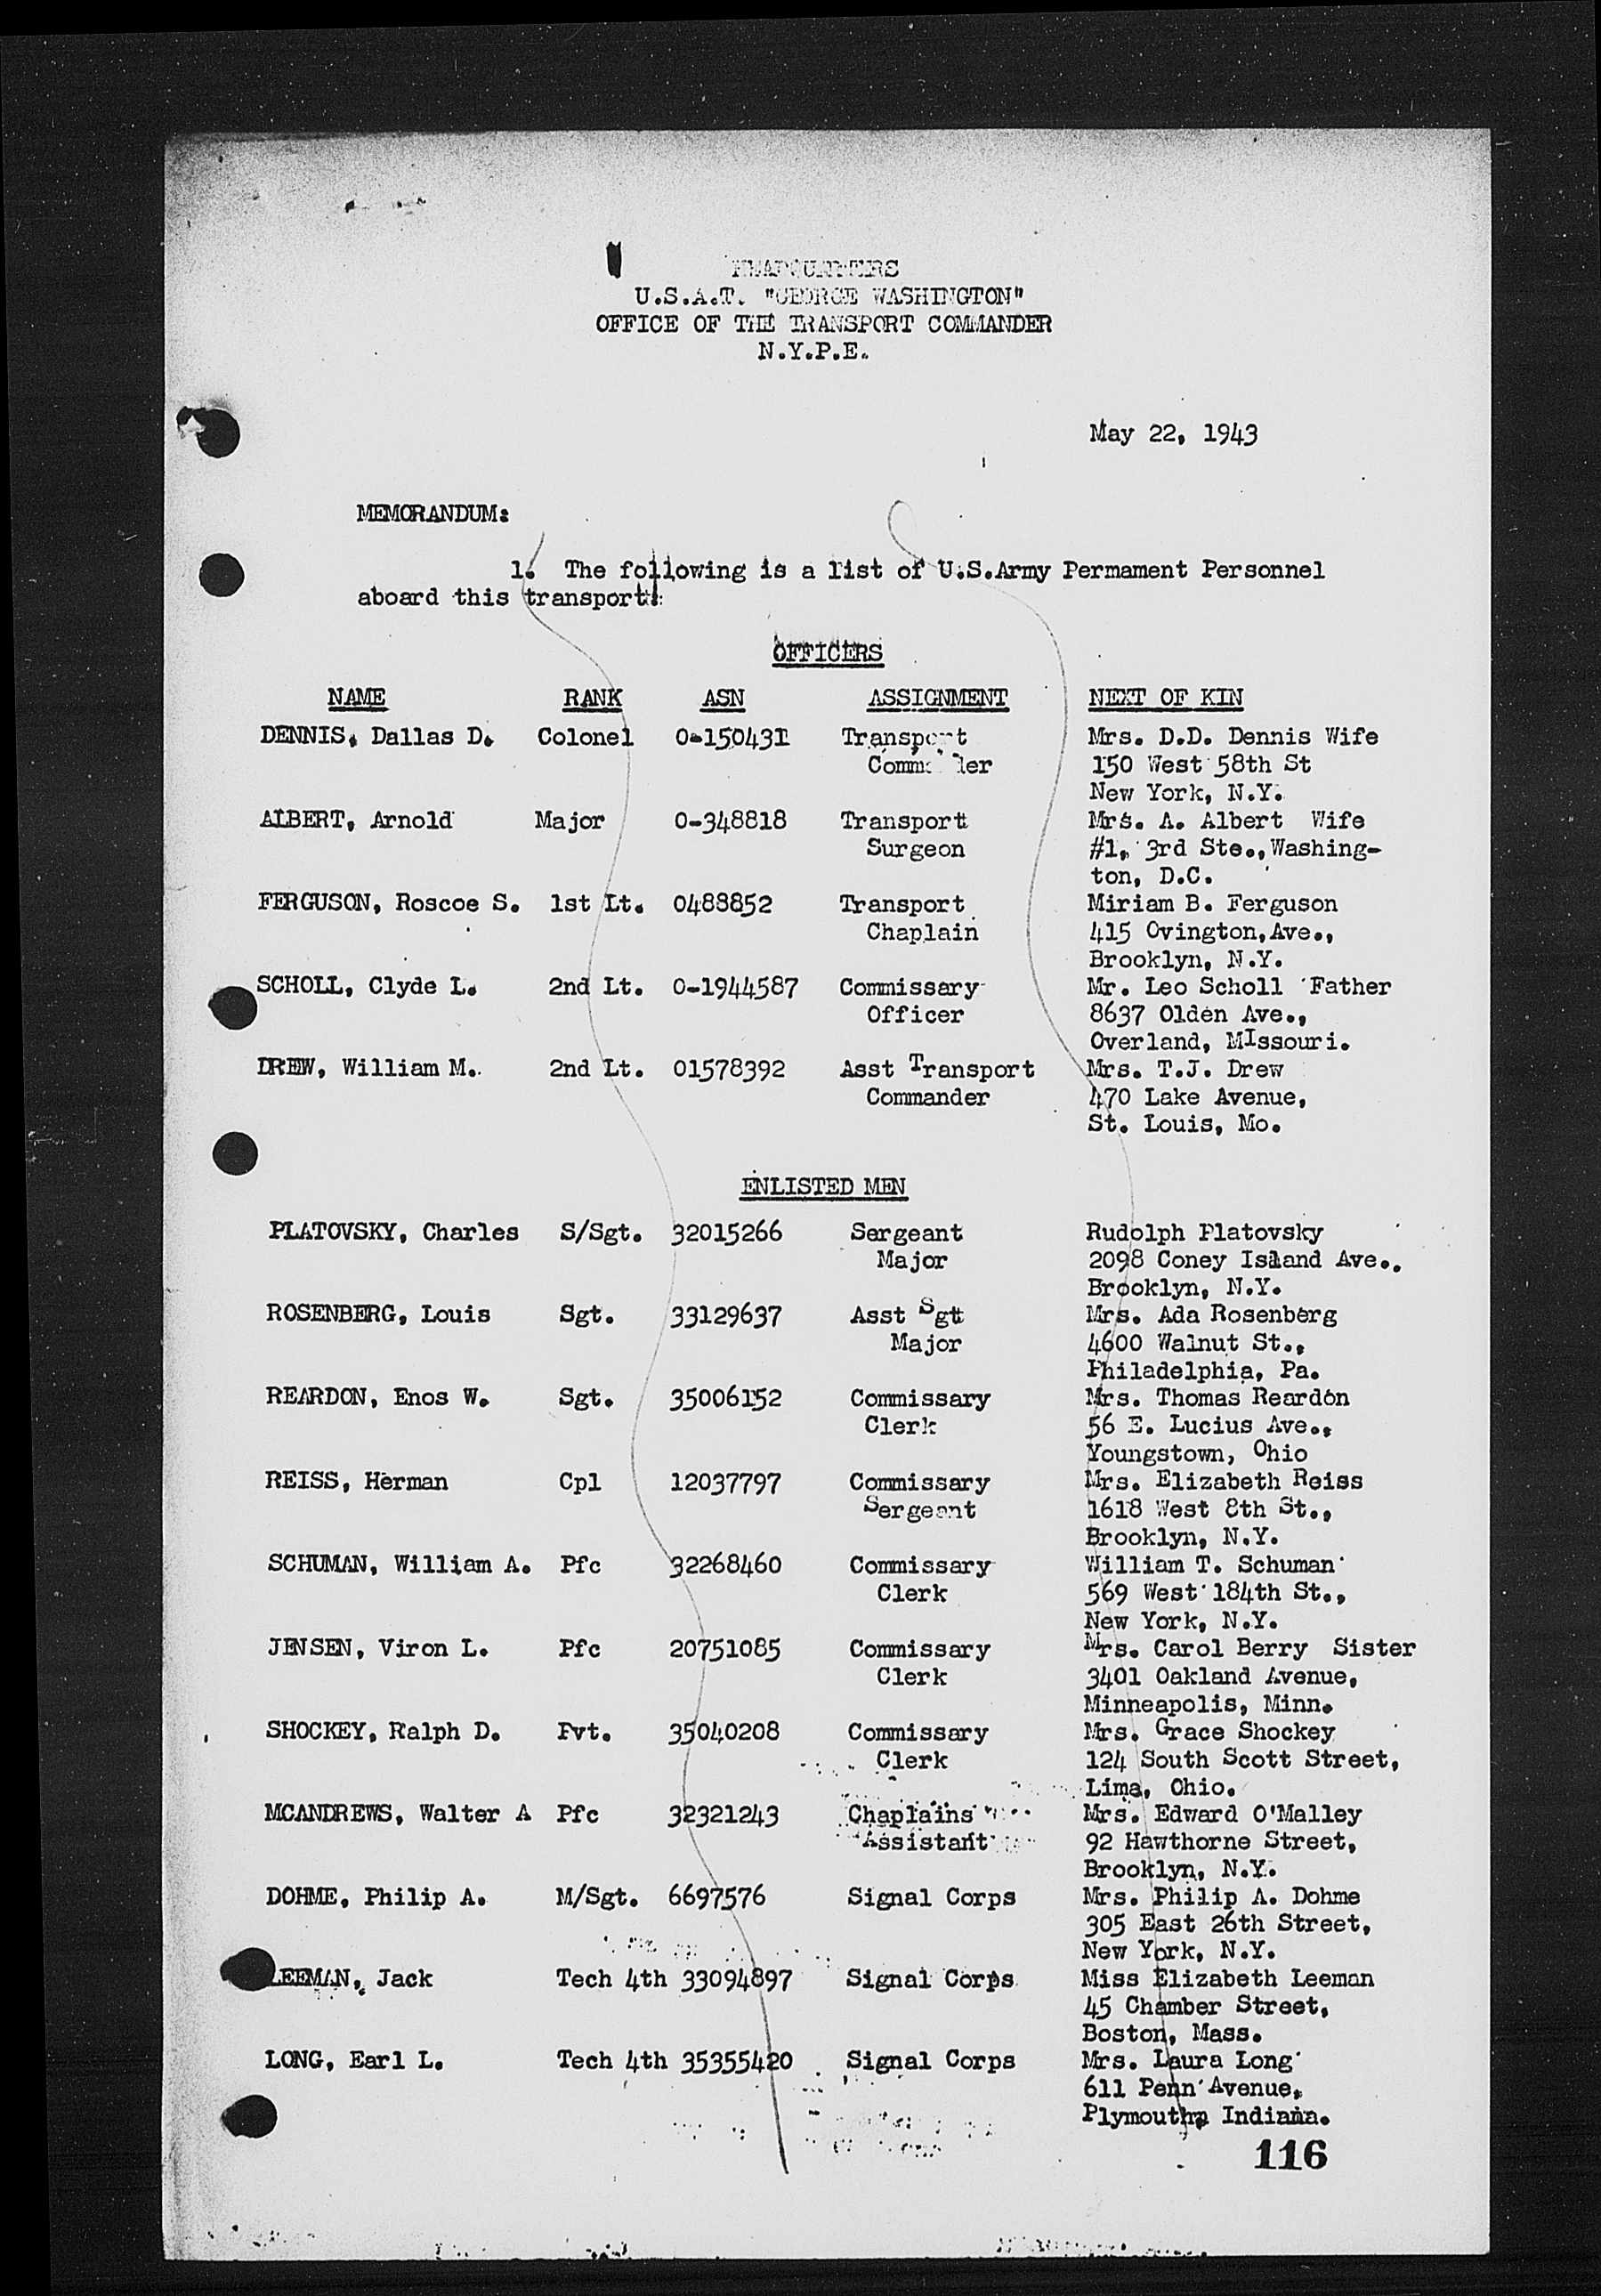 HEADQUARTERS
U.S.A.T. "GEORGE WASHINGTON"
OFFICE OF THE TRANSPORT COMMANDER
N.Y.P.E.
May 22, 1943
MEMORANDUM:
1. The following is a list of U.S.Army Permament Personnel
aboard this transport:
OFFICERS
NAME RANK ASN ASSIGNMENT NEXT OF KIN
DENNIS, Dallas D. Colonel 0-150431 Transport Mrs. D.D. Dennis Wife
Commander 150 West 58th St
New York, N.Y.
ALBERT, Arnold Major 0-348818 Transport Mrs. A. Albert Wife
Surgeon #1, 3rd Ste., Washing-
ton, D.C.
FERGUSON, Roscoe S. 1st Lt. 0488852 Transport Miriam B. Ferguson
Chaplain 415 Ovington,Ave.,
Brooklyn, N.Y.
SCHOLL, Clyde L. 2nd Lt. 0-1944587 Commissary Mr. Leo Scholl Father
Officer 8637 Olden Ave.,
Overland, MIssouri.
DREW, William M. 2nd Lt. 01578392 Asst Transport Mrs. T.J. Drew
Commander 470 Lake Avenue,
St. Louis, Mo.
ENLISTED MEN
PLATOVSKY, Charles S/Sgt. 32015266 Sergeant Rudolph Platovsky
Major 2098 Coney Island Ave.,
Brooklyn, N.Y.
ROSENBERG, Louis Sgt. 33129637 Asst Sgt Mrs. Ada Rosenberg
Major 4600 Walnut St.,
Philadelphia, Pa.
REARDON, Enos W. Sgt. 35006152 Commissary Mrs. Thomas Reardon
Clerk 56 E. Lucius Ave.,
Youngstown, Ohio
REISS, Herman Cpl 12037797 Commissary Mrs. Elizabeth Reiss
Sergeant 1618 West 8th St.,
Brooklyn, N.Y.
SCHUMAN, William A. Pfc 32268460 Commissary William T. Schuman
Clerk 569 West 184th St.,
New York, N.Y.
JENSEN, Viron L. Pfc 20751085 Commissary Mrs. Carol Berry Sister
Clerk 3401 Oakland Avenue,
Minneapolis, Minn.
SHOCKEY, Ralph D. Pvt. 35040208 Commissary Mrs. Grace Shockey
Clerk 124 South Scott Street,
Lima, Ohio.
MCANDREWS, Walter A Pfc 32321243 Chaplains Mrs. Edward O'Malley
Assistant 92 Hawthorne Street,
Brooklyn, N.Y.
DOHME, Philip A. M/Sgt. 6697576 Signal Corps Mrs. Philip A. Dohme
305 East 26th Street,
New York, N.Y.
LEEMAN, Jack Tech 4th 33094897 Signal Corps Miss Elizabeth Leeman
45 Chamber Street,
Boston, Mass.
LONG, Earl L. Tech 4th 35355420 Signal Corps Mrs. Laura Long
611 Penn Avenue,
Plymouth, Indiana.
116